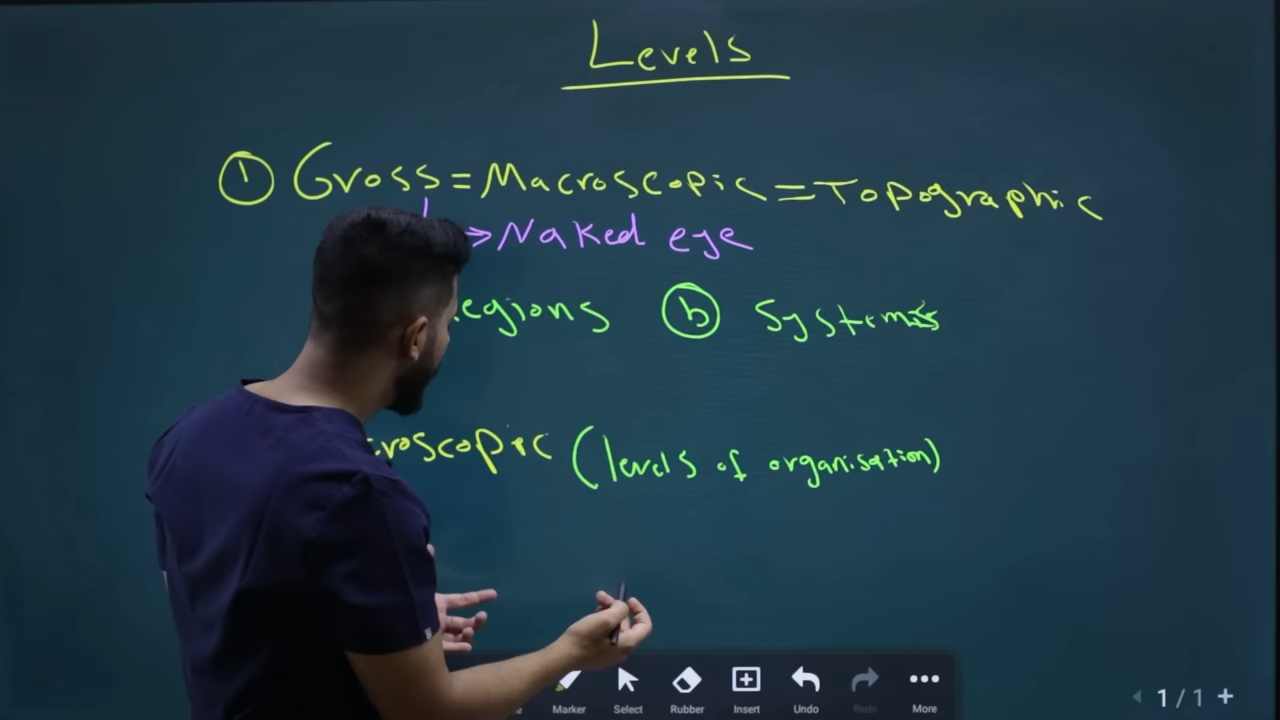 Levels
① Gross = Macroscopic = Topographic
→ Naked eye
egions ⓑ Systems
roscopic (levels of organisation)
Marker Select Rubber Insert Undo Redo More
1/1 +